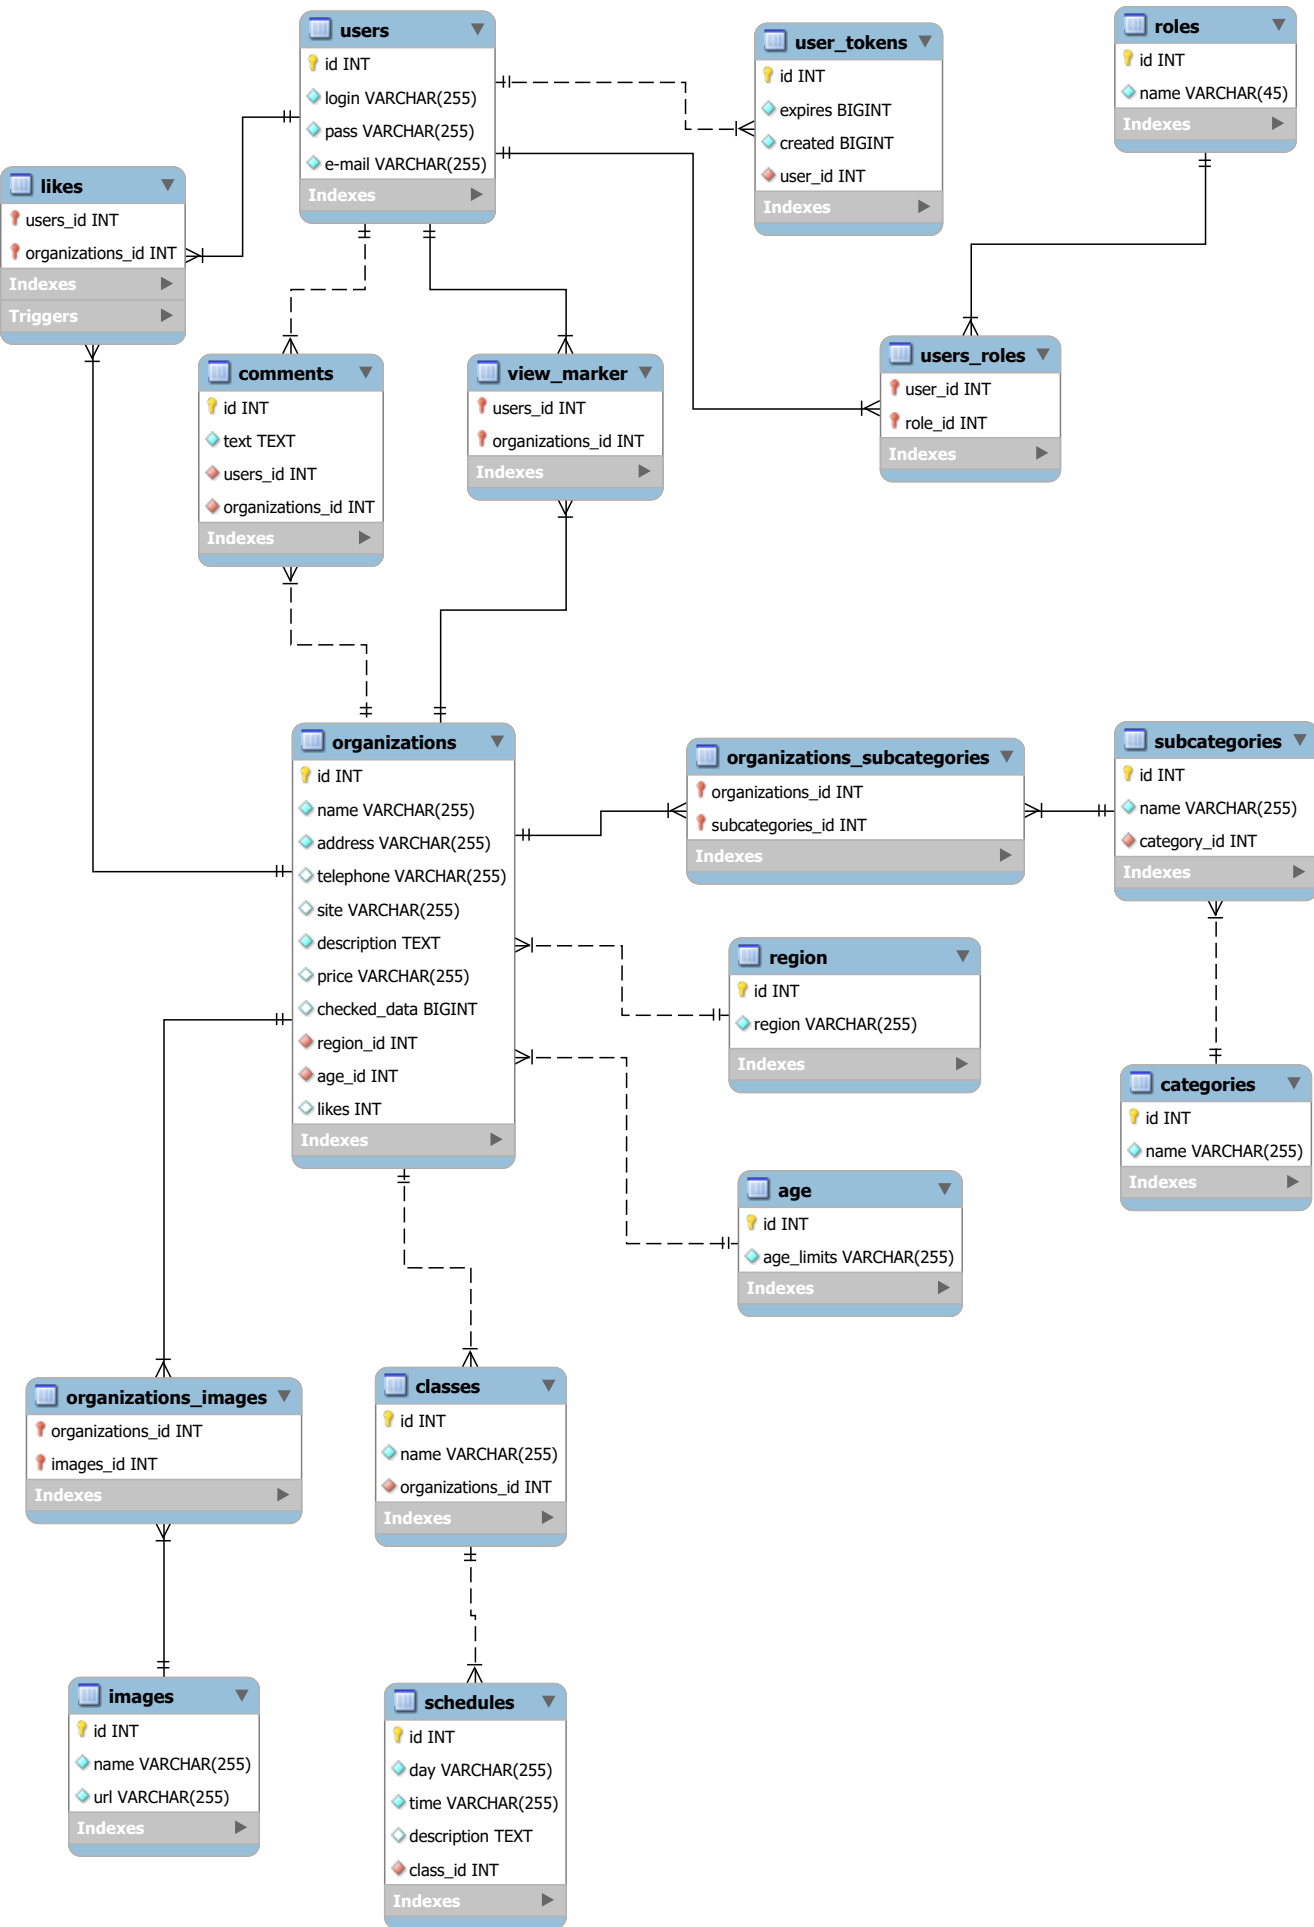 users
id INT
login VARCHAR(255)
pass VARCHAR(255)
e-mail VARCHAR(255)
Indexes
user_tokens
id INT
expires BIGINT
created BIGINT
user_id INT
Indexes
roles
id INT
name VARCHAR(45)
Indexes
likes
users_id INT
organizations_id INT
Indexes
Triggers
comments
id INT
text TEXT
users_id INT
organizations_id INT
Indexes
view_marker
users_id INT
organizations_id INT
Indexes
users_roles
user_id INT
role_id INT
Indexes
organizations
id INT
name VARCHAR(255)
address VARCHAR(255)
telephone VARCHAR(255)
site VARCHAR(255)
description TEXT
price VARCHAR(255)
checked_data BIGINT
region_id INT
age_id INT
likes INT
Indexes
organizations_subcategories
organizations_id INT
subcategories_id INT
Indexes
subcategories
id INT
name VARCHAR(255)
category_id INT
Indexes
region
id INT
region VARCHAR(255)
Indexes
categories
id INT
name VARCHAR(255)
Indexes
age
id INT
age_limits VARCHAR(255)
Indexes
organizations_images
organizations_id INT
images_id INT
Indexes
classes
id INT
name VARCHAR(255)
organizations_id INT
Indexes
images
id INT
name VARCHAR(255)
url VARCHAR(255)
Indexes
schedules
id INT
day VARCHAR(255)
time VARCHAR(255)
description TEXT
class_id INT
Indexes